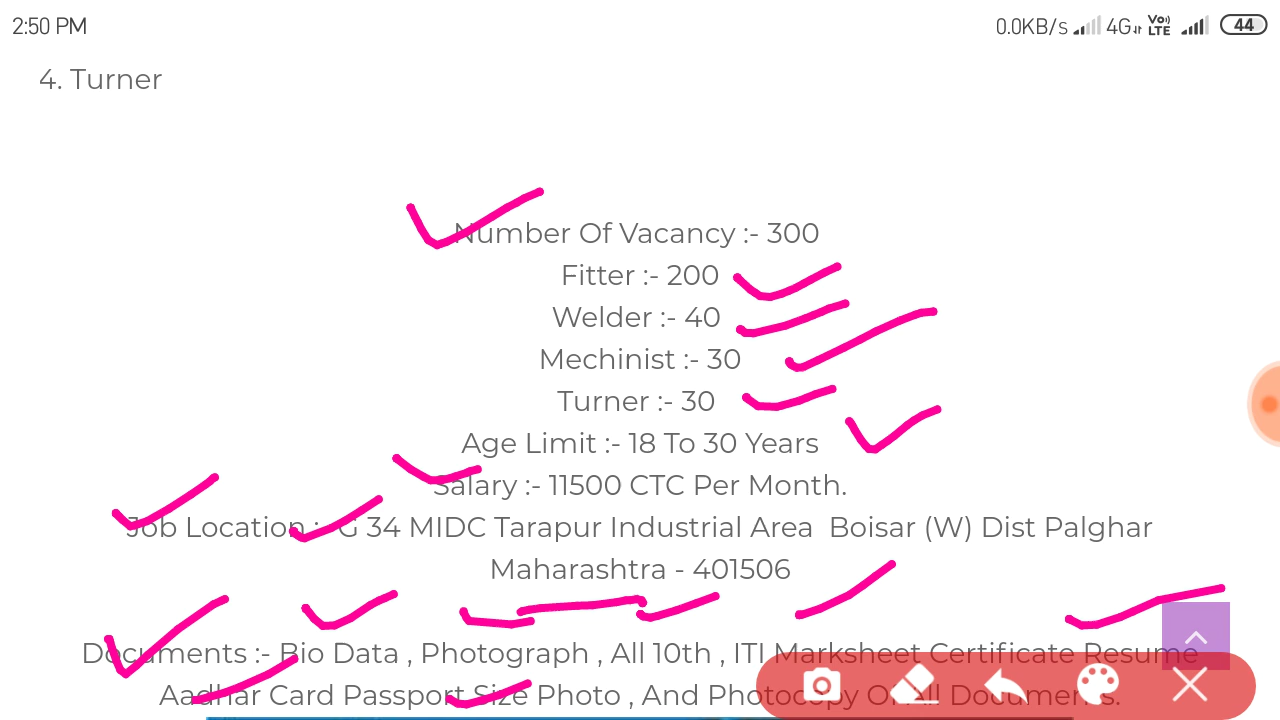 2:50 PM
0.0KB/s 4G Vo)) LTE 44
4. Turner
Number Of Vacancy :- 300
Fitter :- 200
Welder :- 40
Mechinist :- 30
Turner :- 30
Age Limit :- 18 To 30 Years
Salary :- 11500 CTC Per Month.
Job Location :- G 34 MIDC Tarapur Industrial Area Boisar (W) Dist Palghar
Maharashtra - 401506
Documents :- Bio Data , Photograph , All 10th , ITI Marksheet Certificate Resume
Aadhar Card Passport Size Photo , And Photocopy Of All Documents.